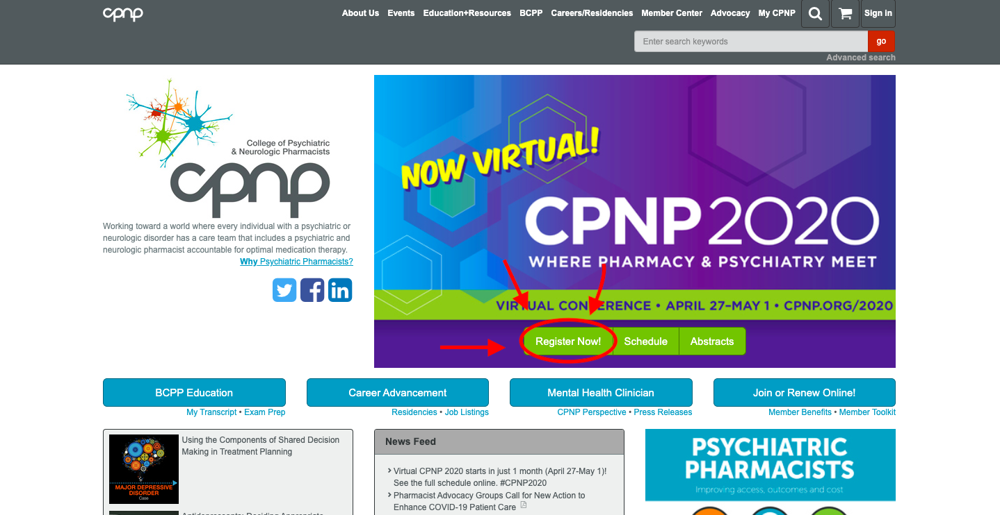 cpnp
About Us Events Education+Resources BCPP Careers/Residencies Member Center Advocacy My CPNP Sign in
Enter search keywords go
Advanced search
College of Psychiatric
& Neurologic Pharmacists
cpnp
Working toward a world where every individual with a psychiatric or
neurologic disorder has a care team that includes a psychiatric and
neurologic pharmacist accountable for optimal medication therapy.
Why Psychiatric Pharmacists?
NOW VIRTUAL!
CPNP 2020
WHERE PHARMACY & PSYCHIATRY MEET
VIRTUAL CONFERENCE • APRIL 27–MAY 1 • CPNP.ORG/2020
Register Now! Schedule Abstracts
BCPP Education
My Transcript • Exam Prep
Career Advancement
Residencies • Job Listings
Mental Health Clinician
CPNP Perspective • Press Releases
Join or Renew Online!
Member Benefits • Member Toolkit
MAJOR DEPRESSIVE
DISORDER
Case
Using the Components of Shared Decision
Making in Treatment Planning
Antidepressants: Deciding Appropriate
News Feed
› Virtual CPNP 2020 starts in just 1 month (April 27-May 1)!
See the full schedule online. #CPNP2020
› Pharmacist Advocacy Groups Call for New Action to
Enhance COVID-19 Patient Care
PSYCHIATRIC
PHARMACISTS
Improving access, outcomes and cost